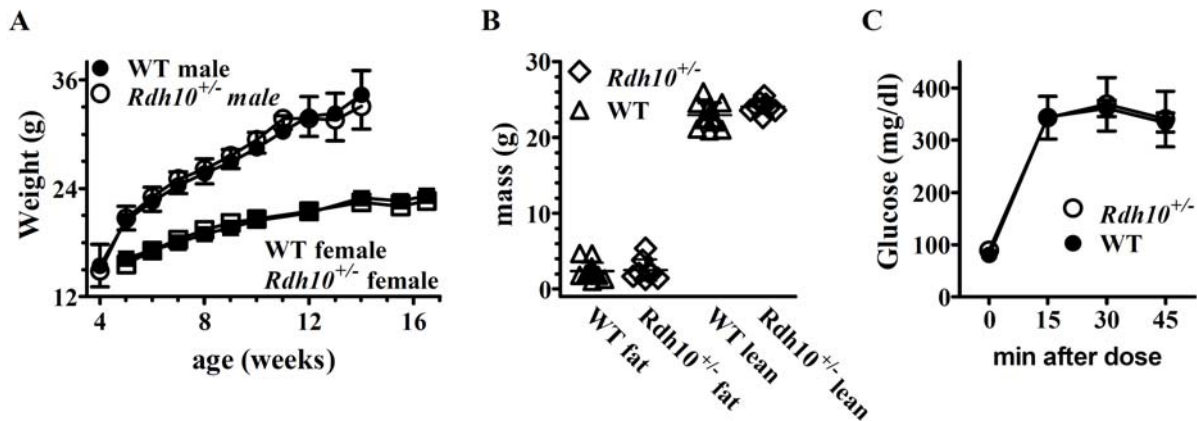 A
Weight (g)
36
24
12
WT male
Rdh10+/- male
WT female
Rdh10+/- female
4 8 12 16
age (weeks)
B
mass (g)
30
20
10
0
Rdh10+/-
WT
WT fat
Rdh10+/- fat
WT lean
Rdh10+/- lean
C
Glucose (mg/dl)
400
300
200
100
0
Rdh10+/-
WT
0 15 30 45
min after dose